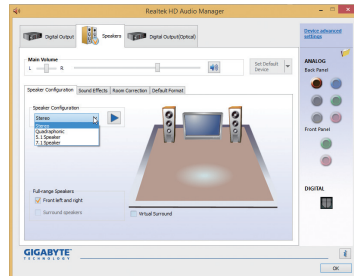 Realtek HD Audio Manager
Digital Output
Speakers
Digital Output(Optical)
Device advanced settings
Main Volume
L
R
Set Default
Device
ANALOG
Back Panel
Speaker Configuration
Sound Effects
Room Correction
Default Format
Speaker Configuration
Stereo
Stereo
Quadraphonic
5.1 Speaker
7.1 Speaker
Front Panel
Full-range Speakers
Front left and right
Surround speakers
Virtual Surround
DIGITAL
GIGABYTE
TECHNOLOGY
OK